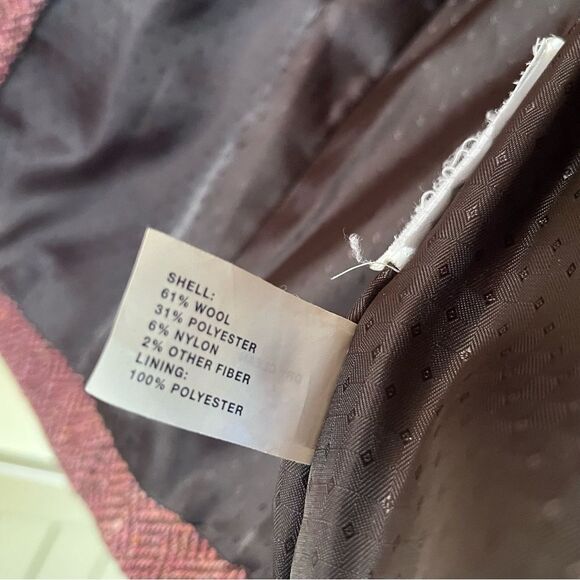 SHELL:
61% WOOL
31% POLYESTER
6% NYLON
2% OTHER FIBER
LINING:
100% POLYESTER